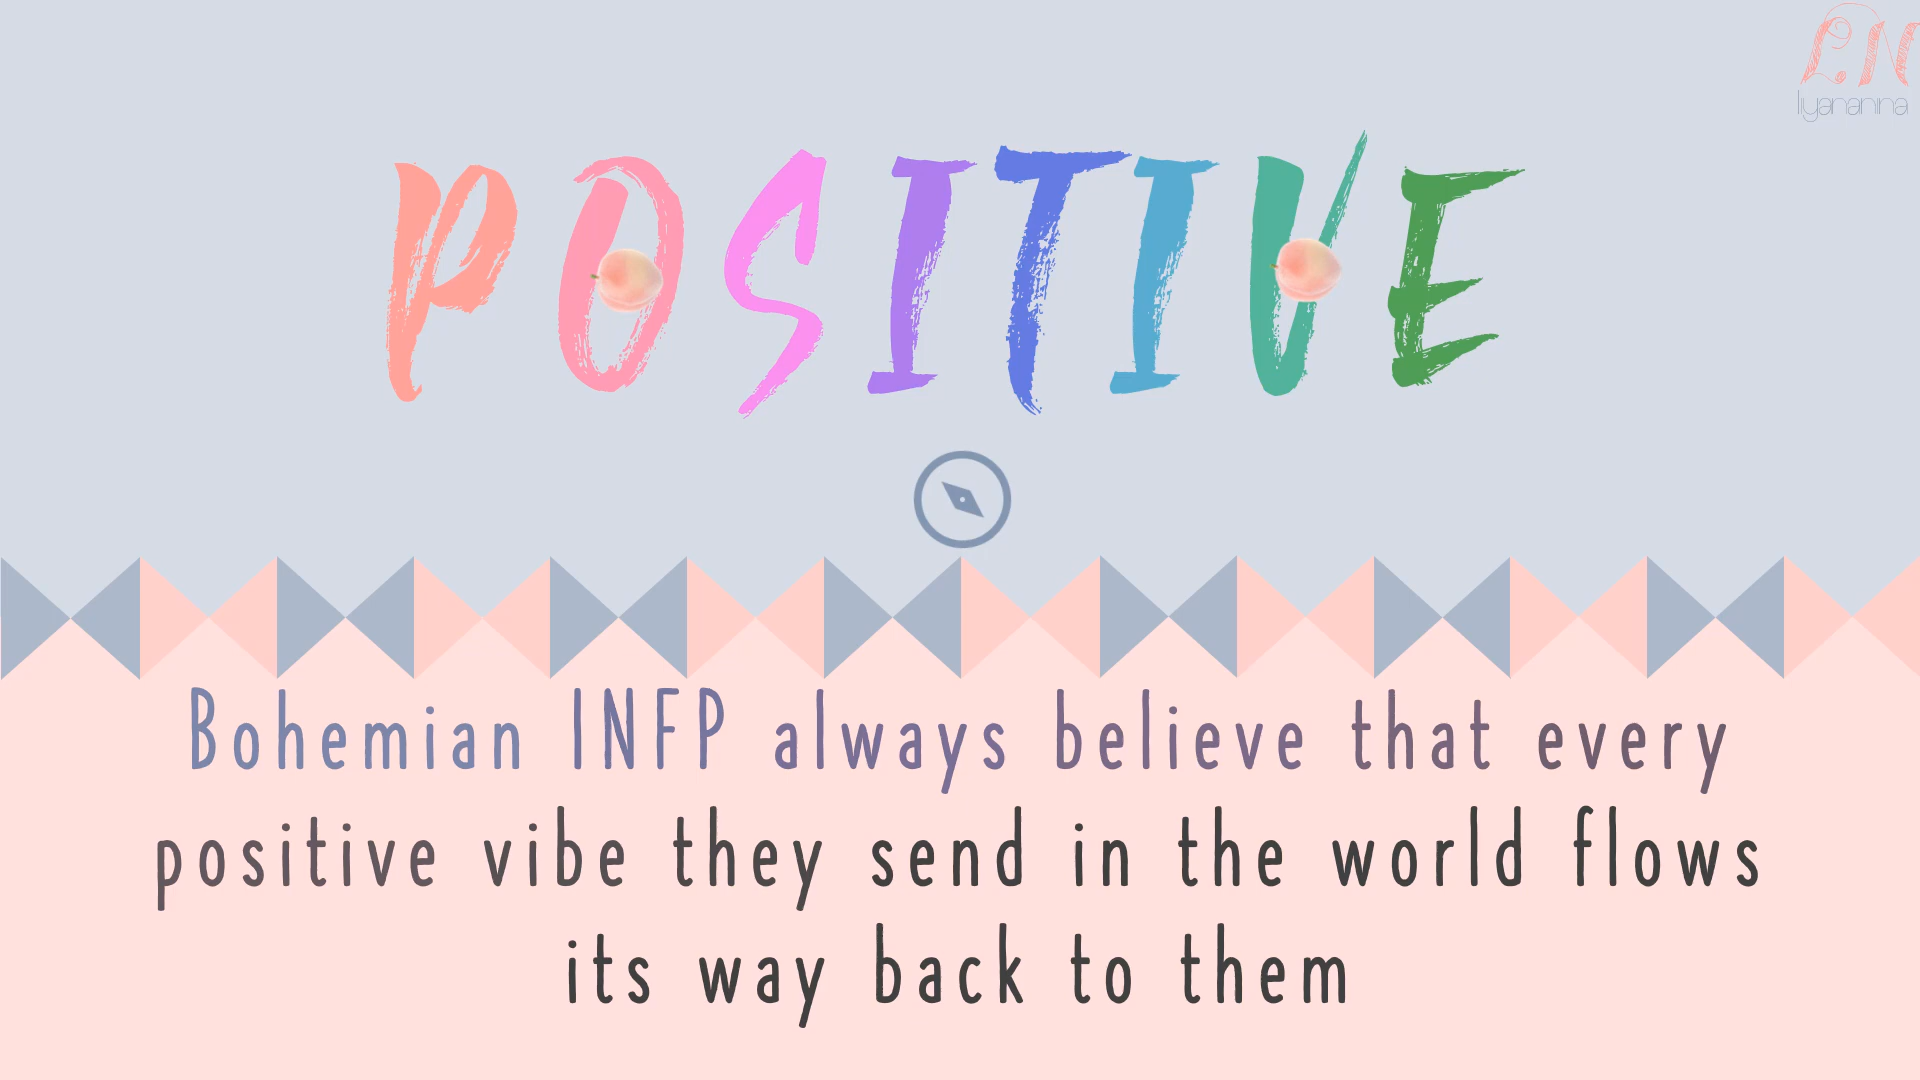 L.N
liyananina
POSITIVE
Bohemian INFP always believe that every
positive vibe they send in the world flows
its way back to them